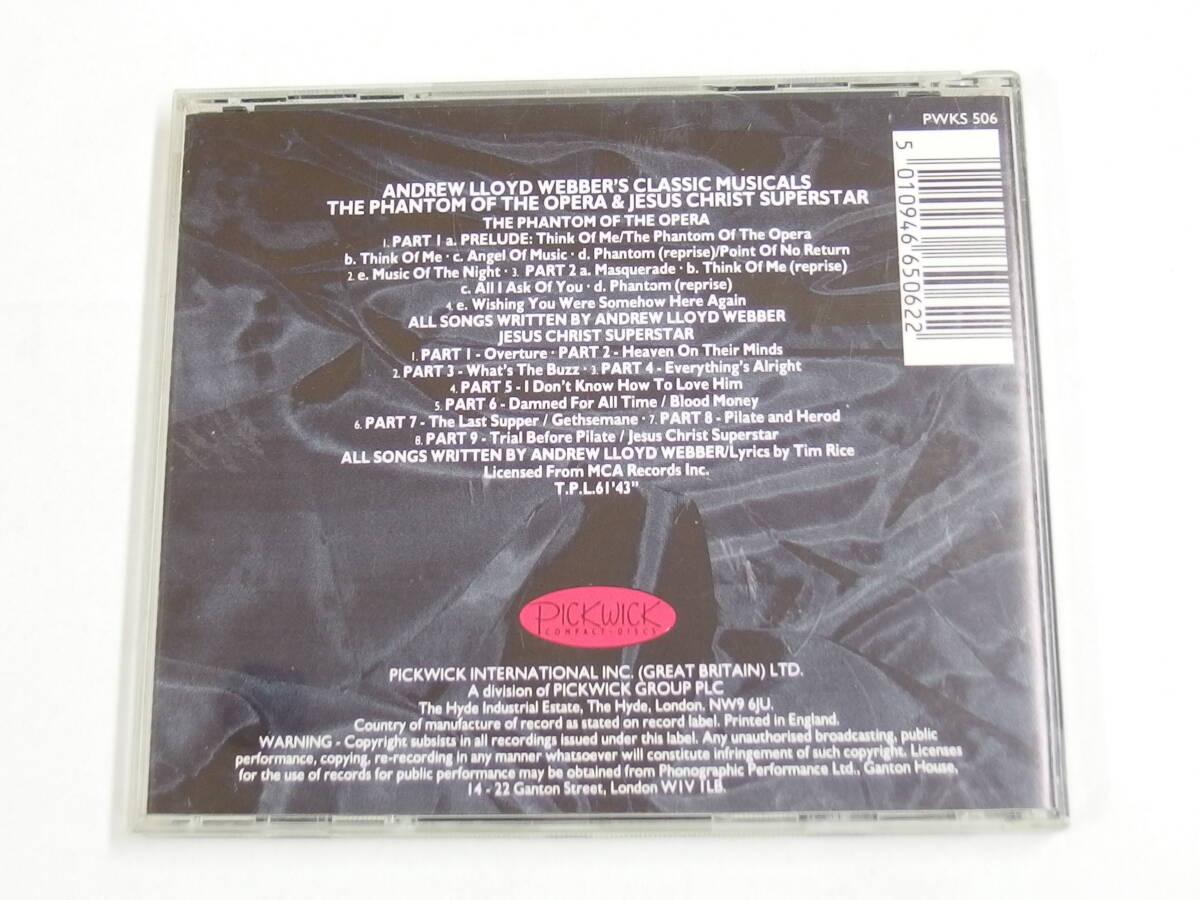 PWKS 506
5 010946 650622
ANDREW LLOYD WEBBER'S CLASSIC MUSICALS
THE PHANTOM OF THE OPERA & JESUS CHRIST SUPERSTAR
THE PHANTOM OF THE OPERA
1. PART 1 a. PRELUDE: Think Of Me/The Phantom Of The Opera
b. Think Of Me · c. Angel Of Music · d. Phantom (reprise)/Point Of No Return
2. e. Music Of The Night · 3. PART 2 a. Masquerade · b. Think Of Me (reprise)
c. All I Ask Of You · d. Phantom (reprise)
4. e. Wishing You Were Somehow Here Again
ALL SONGS WRITTEN BY ANDREW LLOYD WEBBER
JESUS CHRIST SUPERSTAR
1. PART 1 - Overture · PART 2 - Heaven On Their Minds
2. PART 3 - What's The Buzz · 3. PART 4 - Everything's Alright
4. PART 5 - I Don't Know How To Love Him
5. PART 6 - Damned For All Time / Blood Money
6. PART 7 - The Last Supper / Gethsemane · 7. PART 8 - Pilate and Herod
8. PART 9 - Trial Before Pilate / Jesus Christ Superstar
ALL SONGS WRITTEN BY ANDREW LLOYD WEBBER/Lyrics by Tim Rice
Licensed From MCA Records Inc.
T.P.L.61'43"
PICKWICK
COMPACT · DISCS
PICKWICK INTERNATIONAL INC. (GREAT BRITAIN) LTD.
A division of PICKWICK GROUP PLC
The Hyde Industrial Estate, The Hyde, London. NW9 6JU.
Country of manufacture of record as stated on record label. Printed in England.
WARNING - Copyright subsists in all recordings issued under this label. Any unauthorised broadcasting, public
performance, copying, re-recording in any manner whatsoever will constitute infringement of such copyright. Licenses
for the use of records for public performance may be obtained from Phonographic Performance Ltd., Ganton House,
14 - 22 Ganton Street, London W1V 1LB.